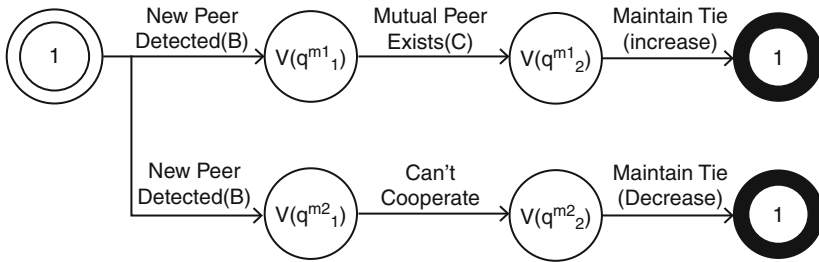 New Peer
Detected(B)
Mutual Peer
Exists(C)
Maintain Tie
(increase)
1
V(q^m1_1)
V(q^m1_2)
1
New Peer
Detected(B)
Can't
Cooperate
Maintain Tie
(Decrease)
V(q^m2_1)
V(q^m2_2)
1